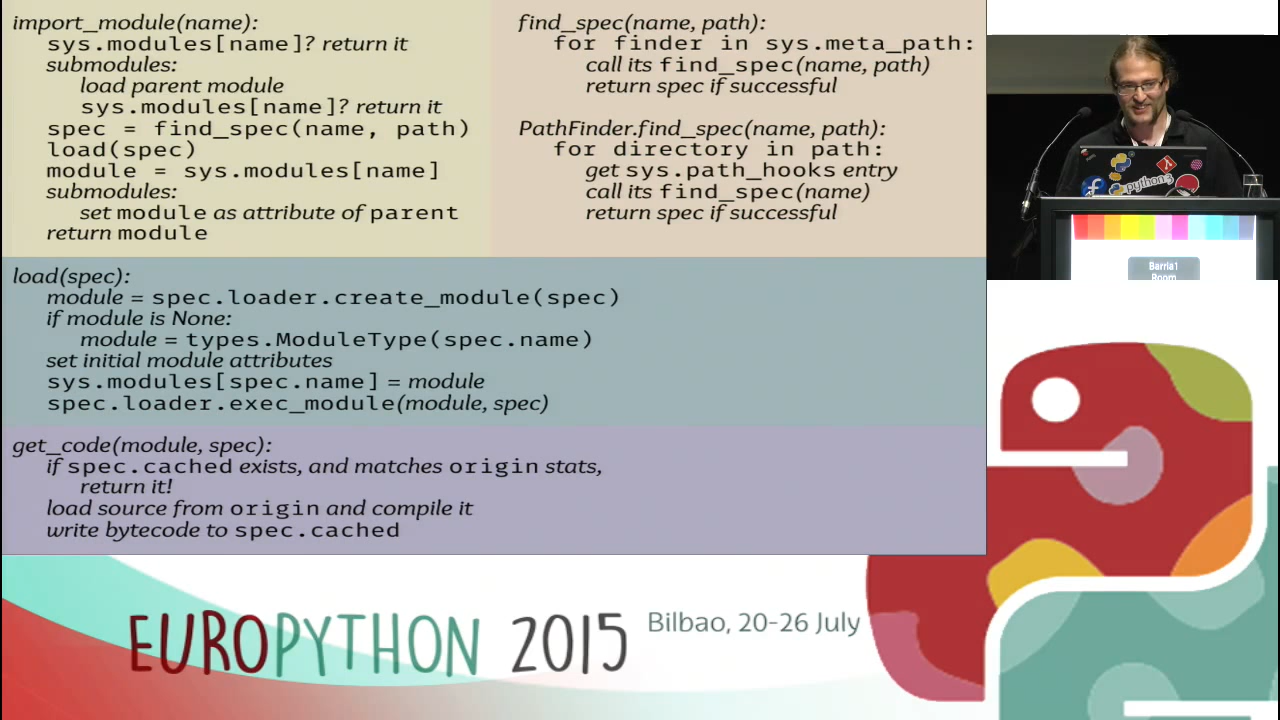 import_module(name):
sys.modules[name]? return it
submodules:
load parent module
sys.modules[name]? return it
spec = find_spec(name, path)
load(spec)
module = sys.modules[name]
submodules:
set module as attribute of parent
return module
find_spec(name, path):
for finder in sys.meta_path:
call its find_spec(name, path)
return spec if successful
PathFinder.find_spec(name, path):
for directory in path:
get sys.path_hooks entry
call its find_spec(name)
return spec if successful
load(spec):
module = spec.loader.create_module(spec)
if module is None:
module = types.ModuleType(spec.name)
set initial module attributes
sys.modules[spec.name] = module
spec.loader.exec_module(module, spec)
get_code(module, spec):
if spec.cached exists, and matches origin stats,
return it!
load source from origin and compile it
write bytecode to spec.cached
python3
Barria1
Room
EUROPYTHON 2015
Bilbao, 20-26 July